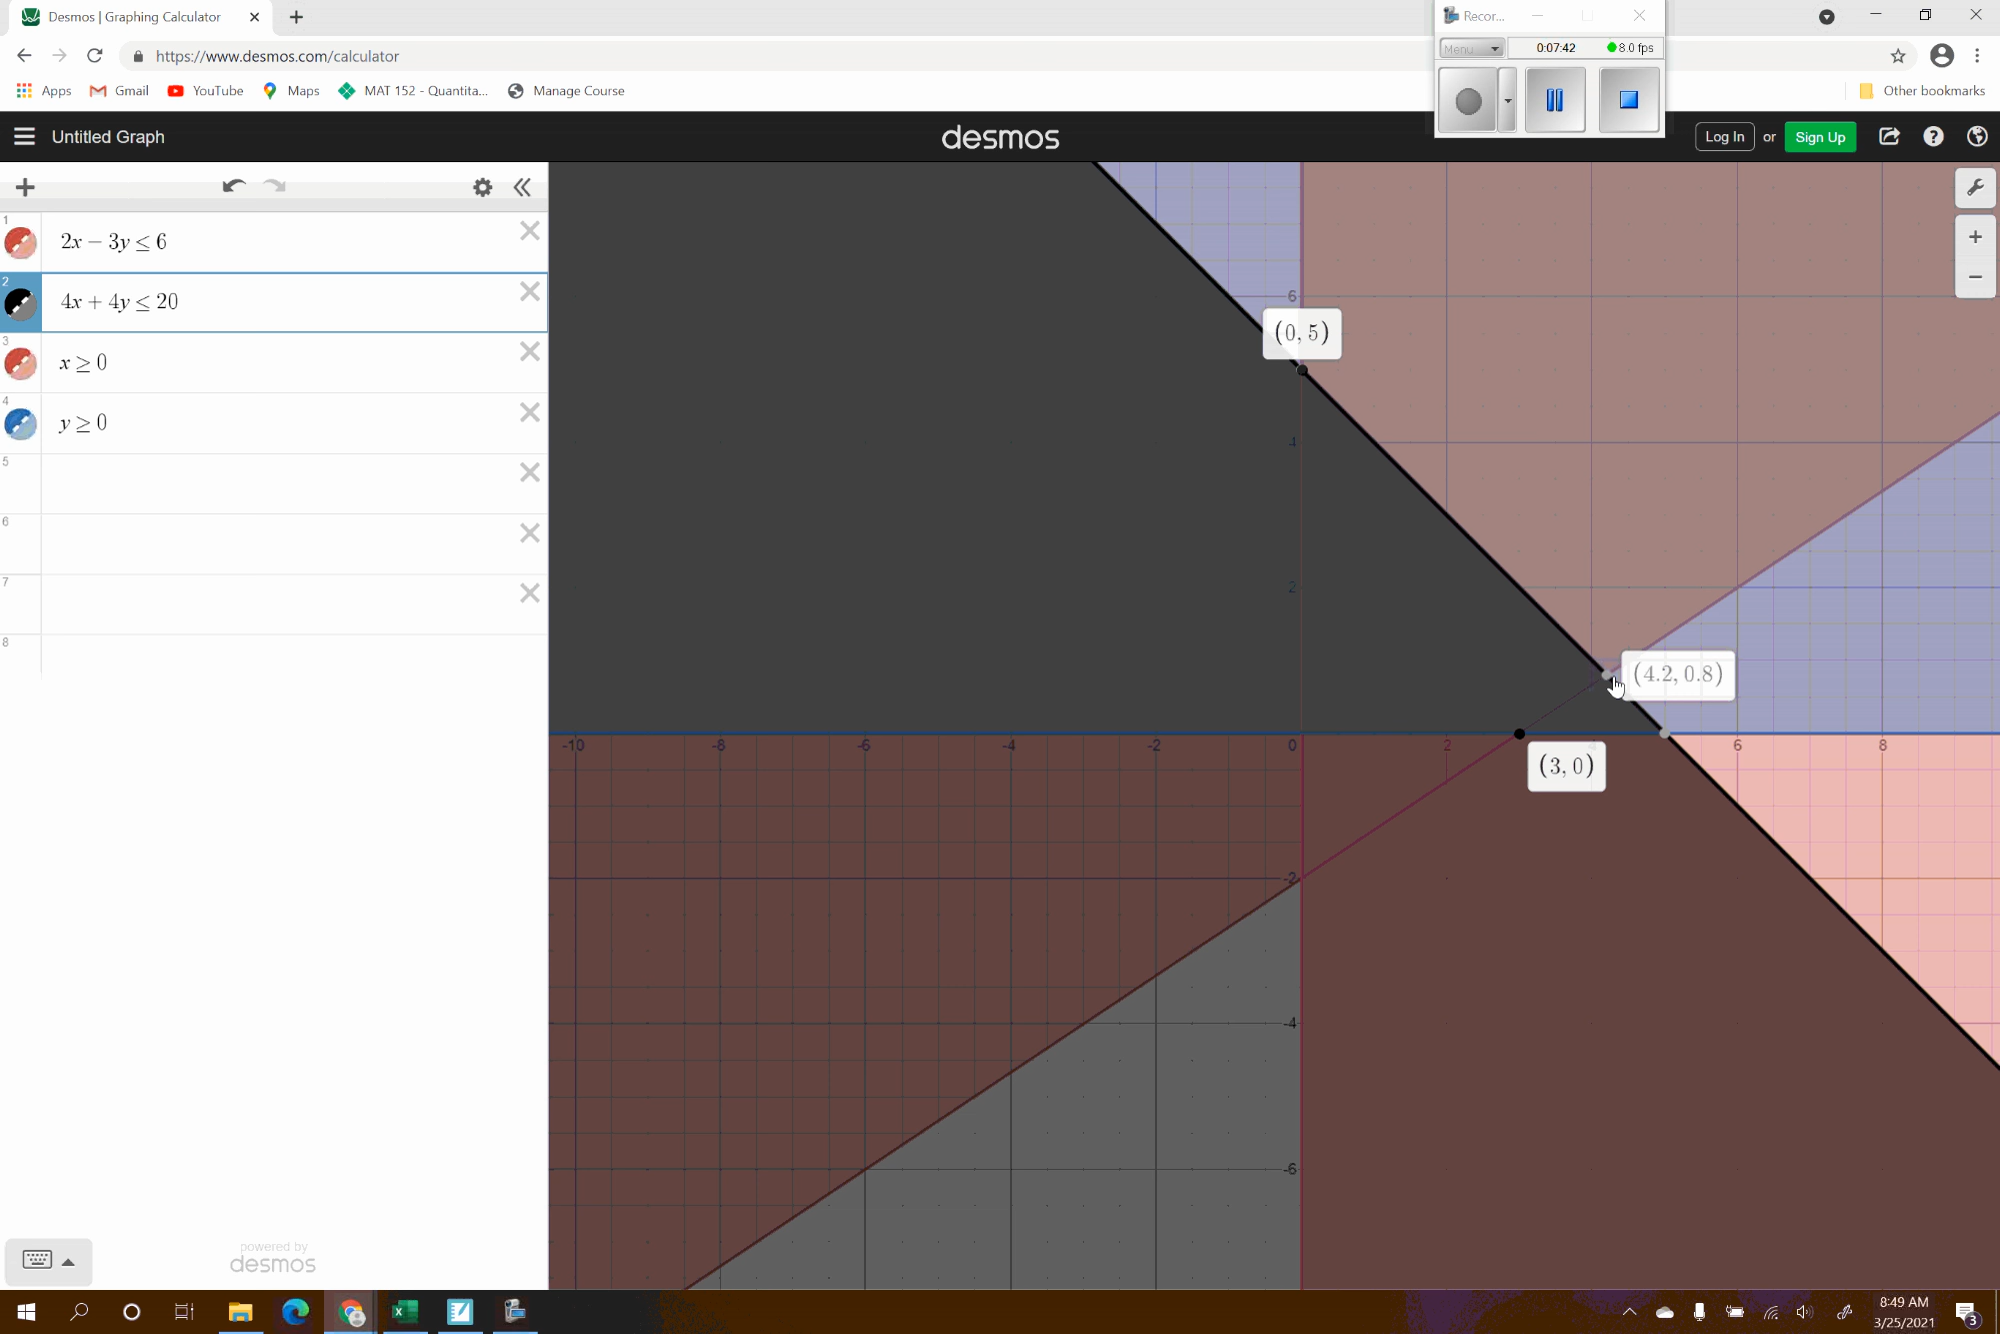 Desmos | Graphing Calculator
Recor...
https://www.desmos.com/calculator
Menu
0:07:42
8.0 fps
Apps
Gmail
YouTube
Maps
MAT 152 - Quantita...
Manage Course
Other bookmarks
Untitled Graph
desmos
Log In or Sign Up
1
2x − 3y ≤ 6
2
4x + 4y ≤ 20
3
x ≥ 0
4
y ≥ 0
5
6
7
8
6
(0, 5)
4
2
(4.2, 0.8)
-10 -8 -6 -4 -2 0 2 4 6 8
(3, 0)
-2
-4
-6
powered by
desmos
8:49 AM
3/25/2021
3